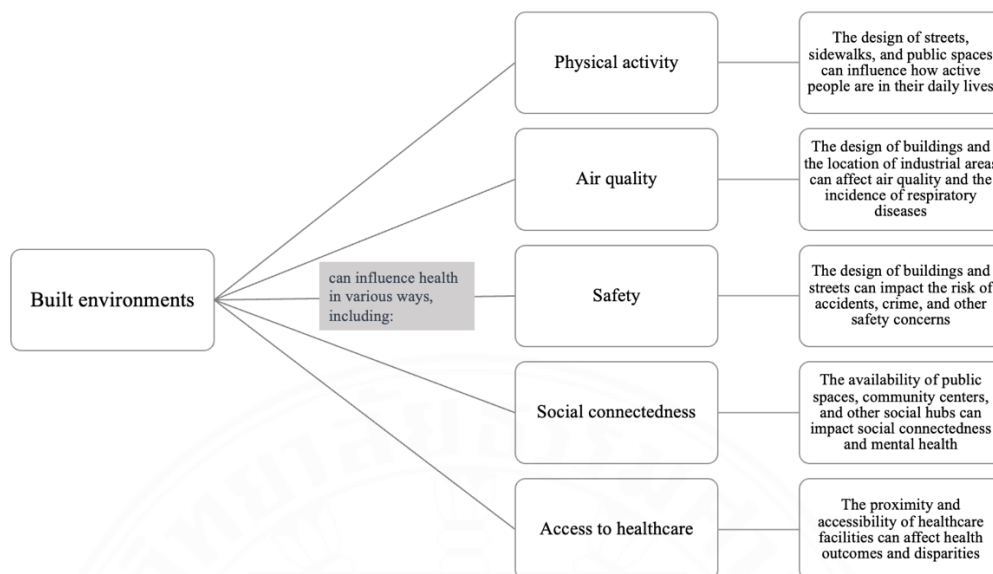 Physical activity
The design of streets,
sidewalks, and public spaces
can influence how active
people are in their daily lives
Air quality
The design of buildings and
the location of industrial areas
can affect air quality and the
incidence of respiratory
diseases
Built environments
can influence health
in various ways,
including:
Safety
The design of buildings and
streets can impact the risk of
accidents, crime, and other
safety concerns
Social connectedness
The availability of public
spaces, community centers,
and other social hubs can
impact social connectedness
and mental health
Access to healthcare
The proximity and
accessibility of healthcare
facilities can affect health
outcomes and disparities